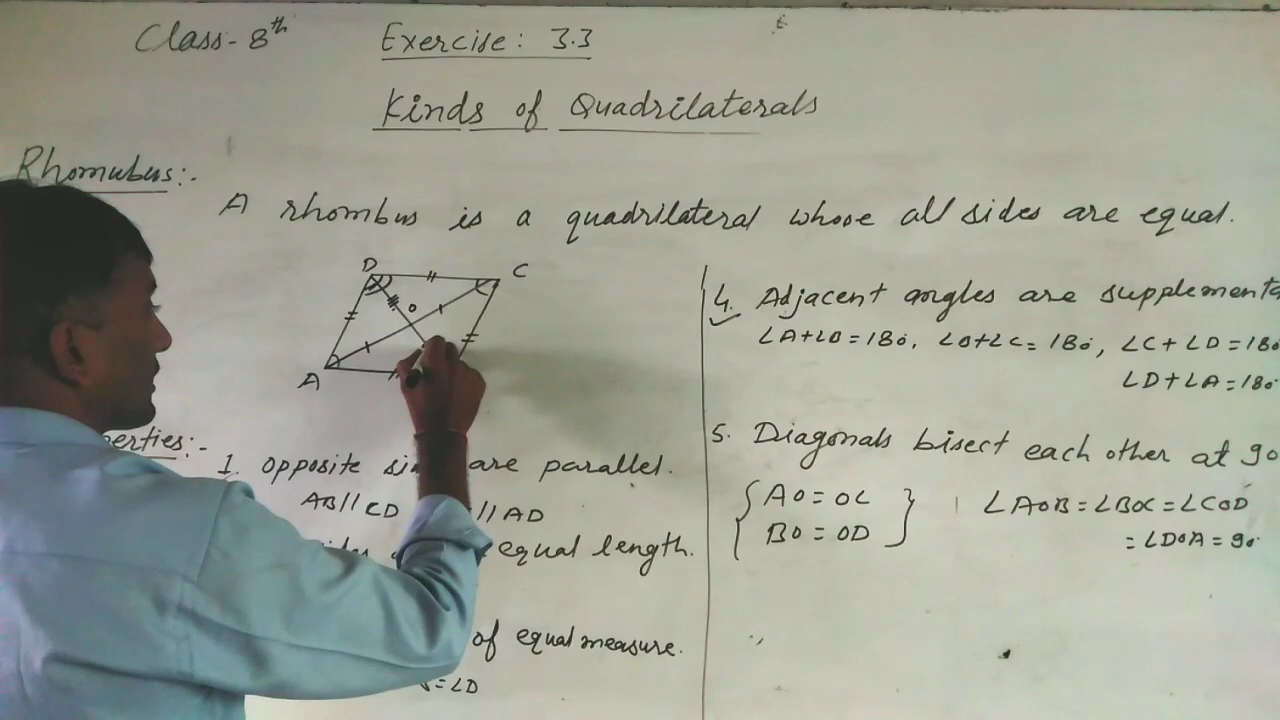 Class- 8th Exercise: 3.3
Kinds of Quadrilaterals
Rhomubus:-
A rhombus is a quadrilateral whose all sides are equal.
D C
O
A
1. opposite are parallel.
AB//CD //AD
equal length.
of equal measure.
=∠D
4. Adjacent angles are
∠A+∠B=180, ∠B+∠C=180, ∠C+∠D=180
∠D+∠A=180
5. Diagonals bisect each other at 90
{ AO=OC
BO=OD }
∠AOB=∠BOC=∠COD
=∠DOA=90